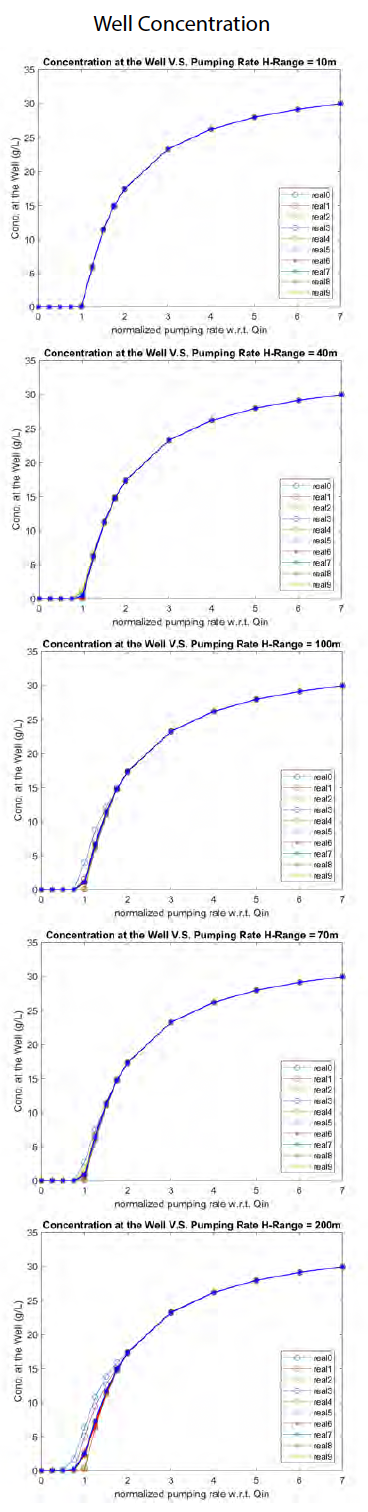 Well Concentration
Concentration at the Well V.S. Pumping Rate H-Range = 10m
35
30
25
20
15
10
5
0
Conc. at the Well (g/L)
real0
real1
real2
real3
real4
real5
real6
real7
real8
real9
0 1 2 3 4 5 6 7
normalized pumping rate w.r.t. Qin
Concentration at the Well V.S. Pumping Rate H-Range = 40m
35
30
25
20
15
10
5
0
Conc. at the Well (g/L)
real0
real1
real2
real3
real4
real5
real6
real7
real8
real9
0 1 2 3 4 5 6 7
normalized pumping rate w.r.t. Qin
Concentration at the Well V.S. Pumping Rate H-Range = 100m
35
30
25
20
15
10
5
0
Conc. at the Well (g/L)
real0
real1
real2
real3
real4
real5
real6
real7
real8
real9
0 1 2 3 4 5 6 7
normalized pumping rate w.r.t. Qin
Concentration at the Well V.S. Pumping Rate H-Range = 70m
35
30
25
20
15
10
5
0
Conc. at the Well (g/L)
real0
real1
real2
real3
real4
real5
real6
real7
real8
real9
0 1 2 3 4 5 6 7
normalized pumping rate w.r.t. Qin
Concentration at the Well V.S. Pumping Rate H-Range = 200m
35
30
25
20
15
10
5
0
Conc. at the Well (g/L)
real0
real1
real2
real3
real4
real5
real6
real7
real8
real9
0 1 2 3 4 5 6 7
normalized pumping rate w.r.t. Qin